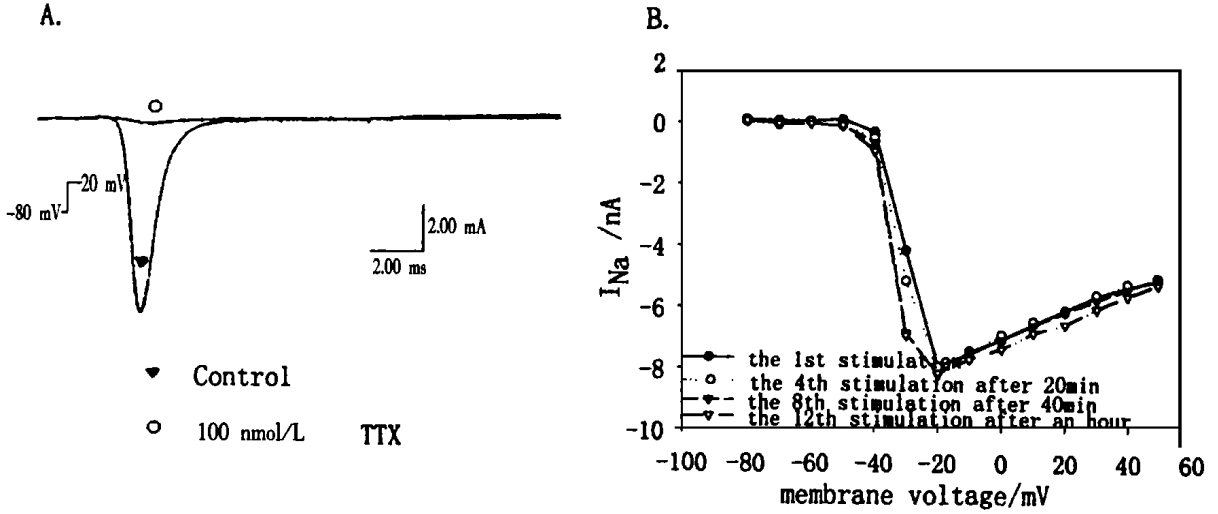 A.
-20 mV
-80 mV
2.00 mA
2.00 ms
Control
100 nmol/L TTX
B.
2
0
-2
-4
-6
-8
-10
I_Na /nA
the 1st stimulat
the 4th stimulation after 20min
the 8th stimulation after 40min
the 12th stimulation after an hour
-100 -80 -60 -40 -20 0 20 40 60
membrane voltage/mV